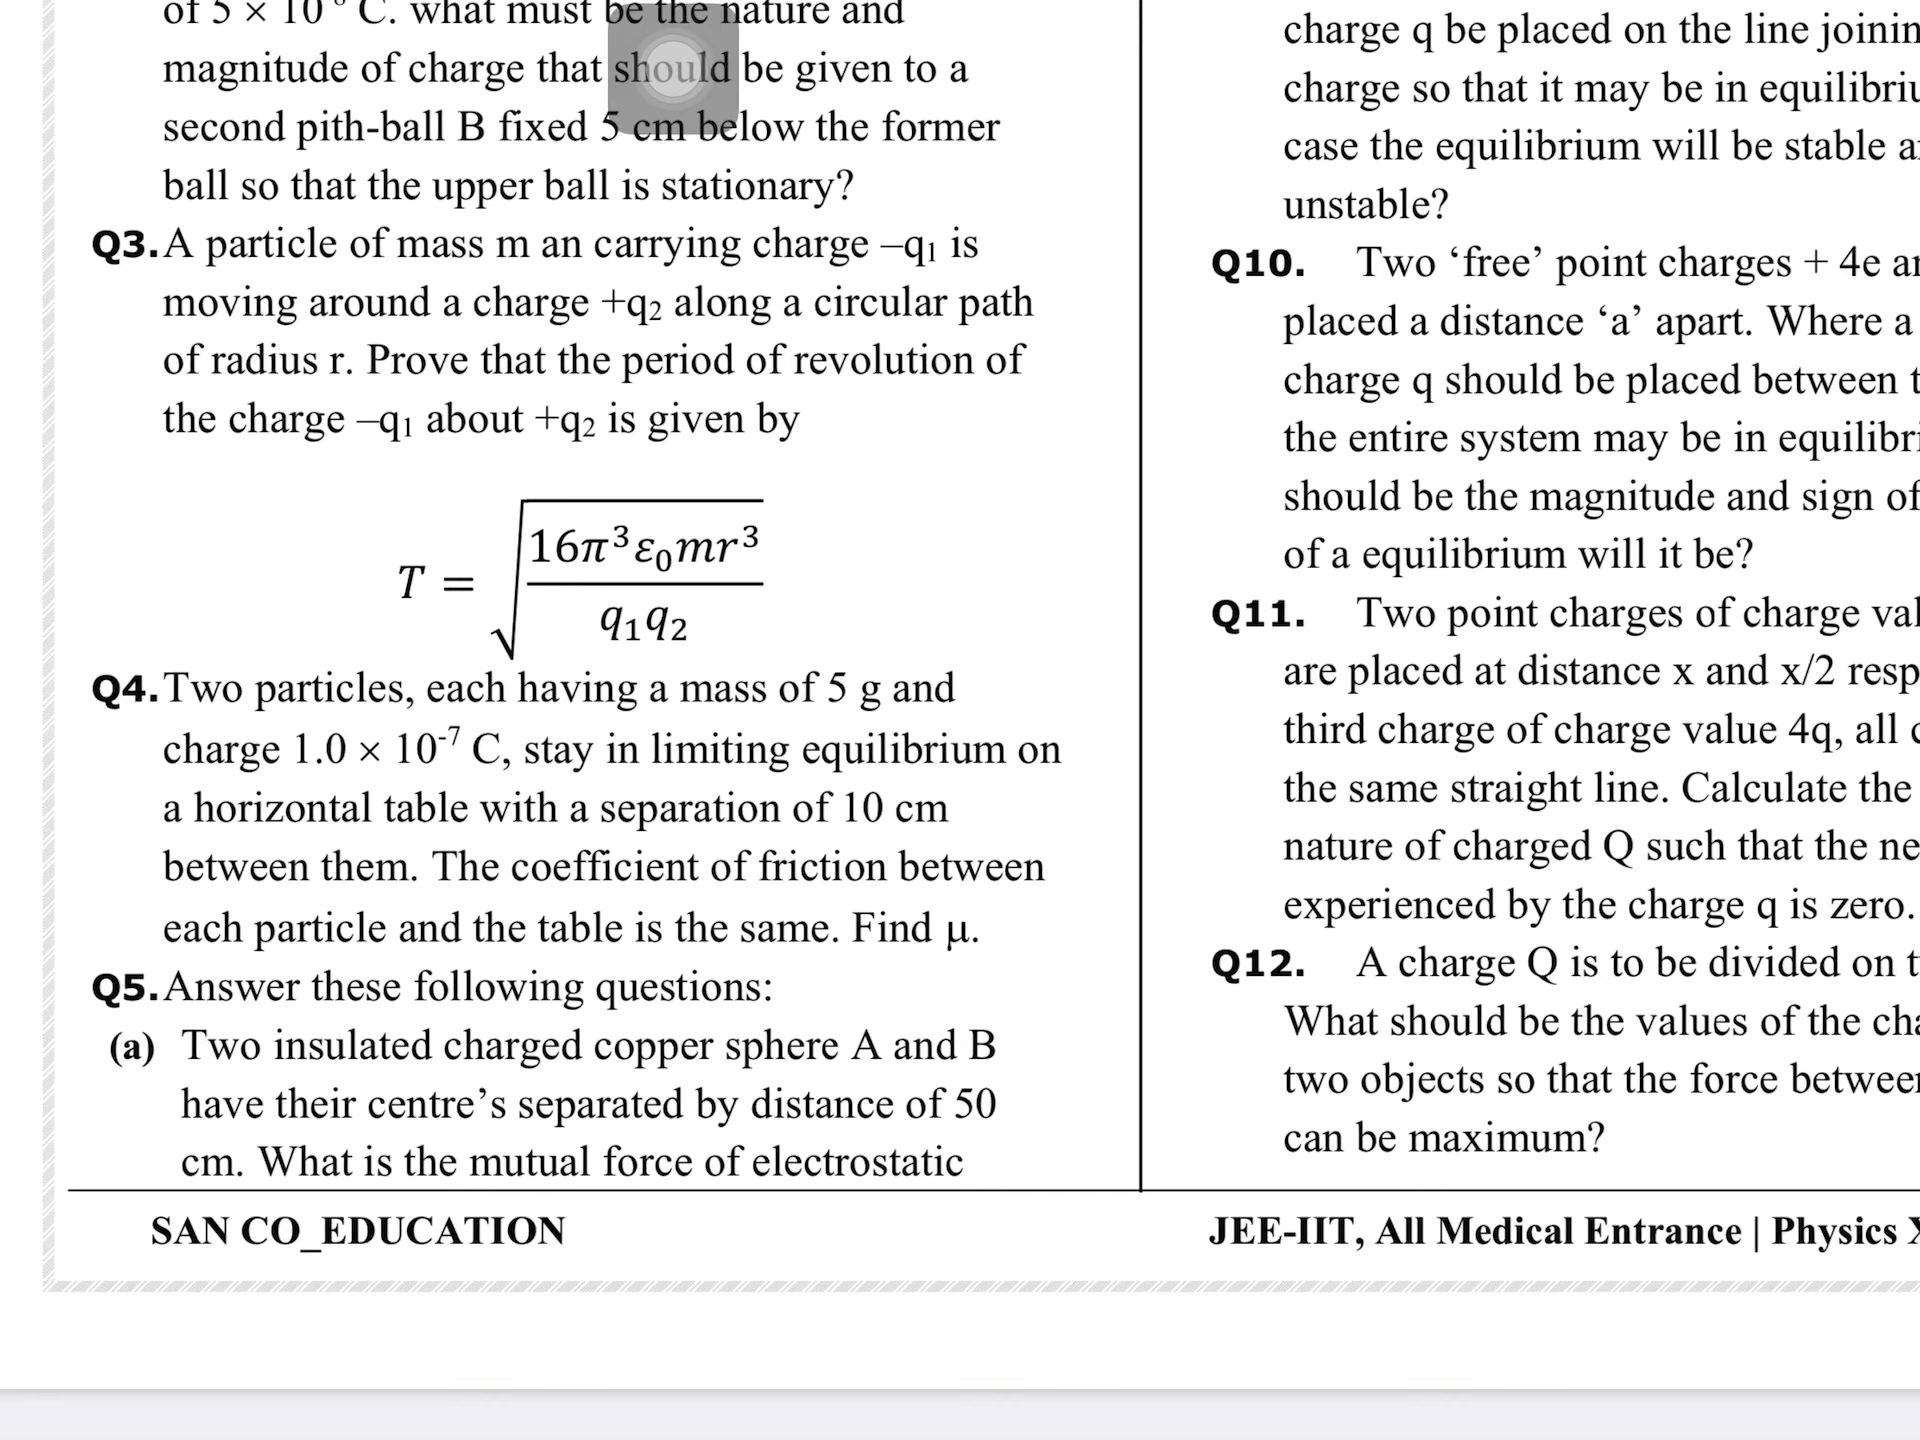 of 5 × 10 C. what must be the nature and
magnitude of charge that should be given to a
second pith-ball B fixed 5 cm below the former
ball so that the upper ball is stationary?
Q3. A particle of mass m an carrying charge –q₁ is
moving around a charge +q₂ along a circular path
of radius r. Prove that the period of revolution of
the charge –q₁ about +q₂ is given by
T = √(16π³ε₀mr³ / q₁q₂)
Q4. Two particles, each having a mass of 5 g and
charge 1.0 × 10⁻⁷ C, stay in limiting equilibrium on
a horizontal table with a separation of 10 cm
between them. The coefficient of friction between
each particle and the table is the same. Find μ.
Q5. Answer these following questions:
(a) Two insulated charged copper sphere A and B
have their centre’s separated by distance of 50
cm. What is the mutual force of electrostatic
charge q be placed on the line joinin
charge so that it may be in equilibriu
case the equilibrium will be stable a
unstable?
Q10. Two ‘free’ point charges + 4e a
placed a distance ‘a’ apart. Where a
charge q should be placed between t
the entire system may be in equilibri
should be the magnitude and sign of
of a equilibrium will it be?
Q11. Two point charges of charge val
are placed at distance x and x/2 resp
third charge of charge value 4q, all
the same straight line. Calculate the
nature of charged Q such that the ne
experienced by the charge q is zero.
Q12. A charge Q is to be divided on t
What should be the values of the cha
two objects so that the force between
can be maximum?
SAN CO_EDUCATION
JEE-IIT, All Medical Entrance | Physics X